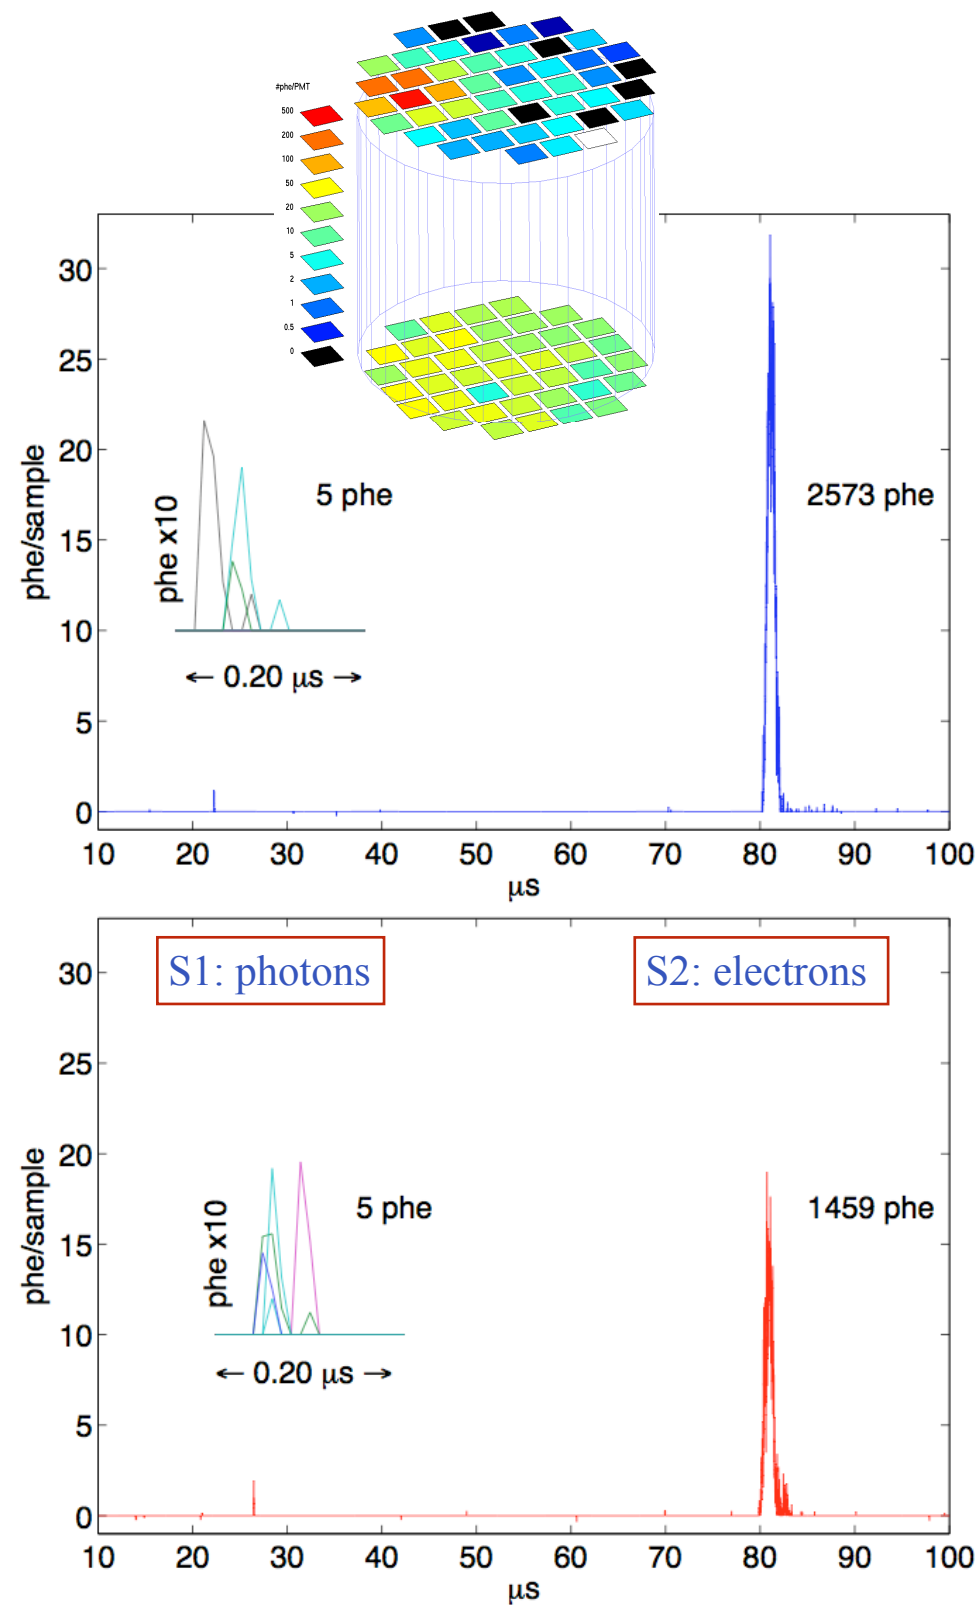 #phe/PMT
500
200
100
50
20
10
5
2
1
0.5
0
30
25
20
15
10
5
0
phe/sample
phe x10
5 phe
2573 phe
← 0.20 μs →
10 20 30 40 50 60 70 80 90 100
μs
S1: photons
S2: electrons
30
25
20
15
10
5
0
phe/sample
phe x10
5 phe
1459 phe
← 0.20 μs →
10 20 30 40 50 60 70 80 90 100
μs